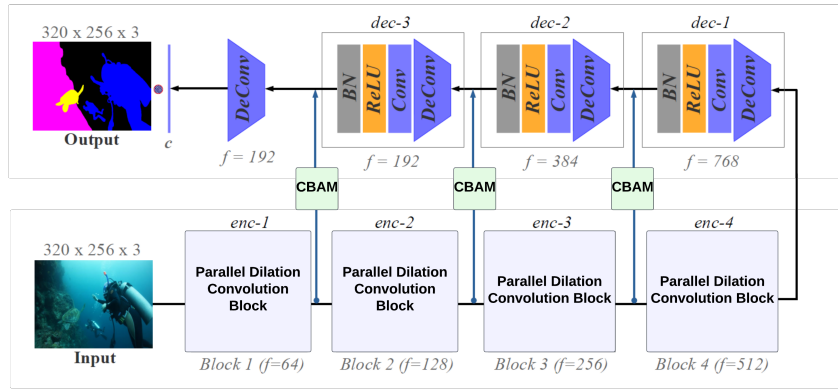 320 x 256 x 3
Output
c
DeConv
f = 192
dec-3
BN
ReLU
Conv
DeConv
f = 192
dec-2
BN
ReLU
Conv
DeConv
f = 384
dec-1
BN
ReLU
Conv
DeConv
f = 768
CBAM
CBAM
CBAM
320 x 256 x 3
Input
enc-1
Parallel Dilation
Convolution
Block
Block 1 (f=64)
enc-2
Parallel Dilation
Convolution
Block
Block 2 (f=128)
enc-3
Parallel Dilation
Convolution Block
Block 3 (f=256)
enc-4
Parallel Dilation
Convolution Block
Block 4 (f=512)